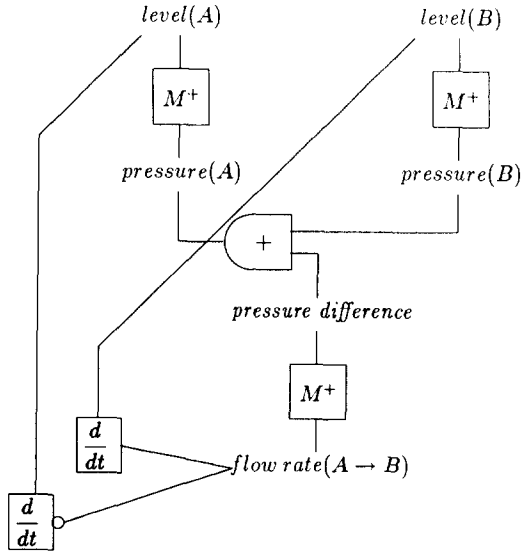 level(A)
level(B)
M+
M+
pressure(A)
pressure(B)
+
pressure difference
M+
d
dt
flow rate(A → B)
d
dt